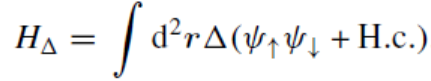 H_Δ = ∫ d²r Δ(ψ↑ψ↓ + H.c.)